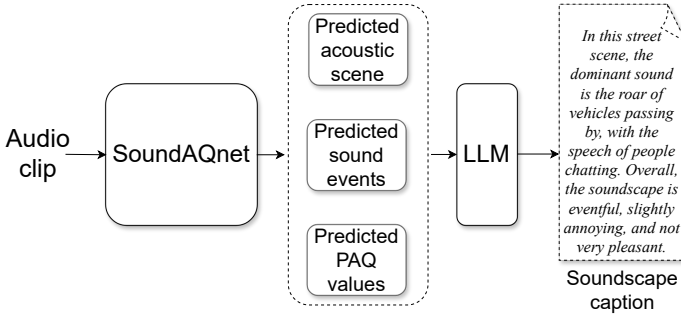 Audio
clip
SoundAQnet
Predicted
acoustic
scene
Predicted
sound
events
Predicted
PAQ
values
LLM
In this street
scene, the
dominant sound
is the roar of
vehicles passing
by, with the
speech of people
chatting. Overall,
the soundscape is
eventful, slightly
annoying, and not
very pleasant.
Soundscape
caption